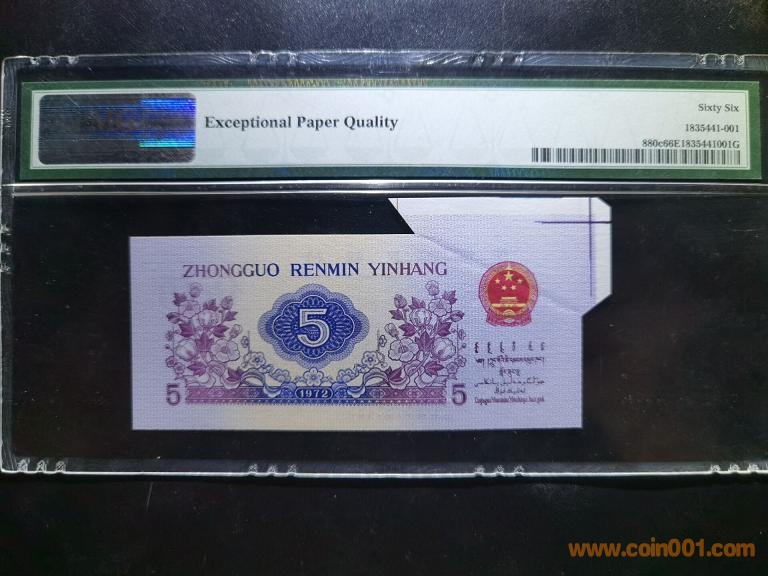 Exceptional Paper Quality
Sixty Six
1835441-001
880c66E1835441001G
ZHONGGUO RENMIN YINHANG
5
5 1972 5
www.coin001.com